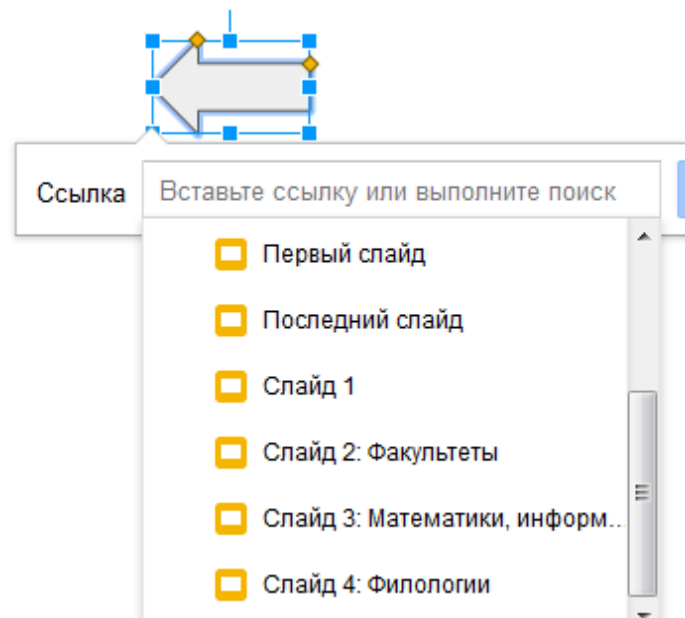 Ссылка
Вставьте ссылку или выполните поиск
Первый слайд
Последний слайд
Слайд 1
Слайд 2: Факультеты
Слайд 3: Математики, информ...
Слайд 4: Филологии